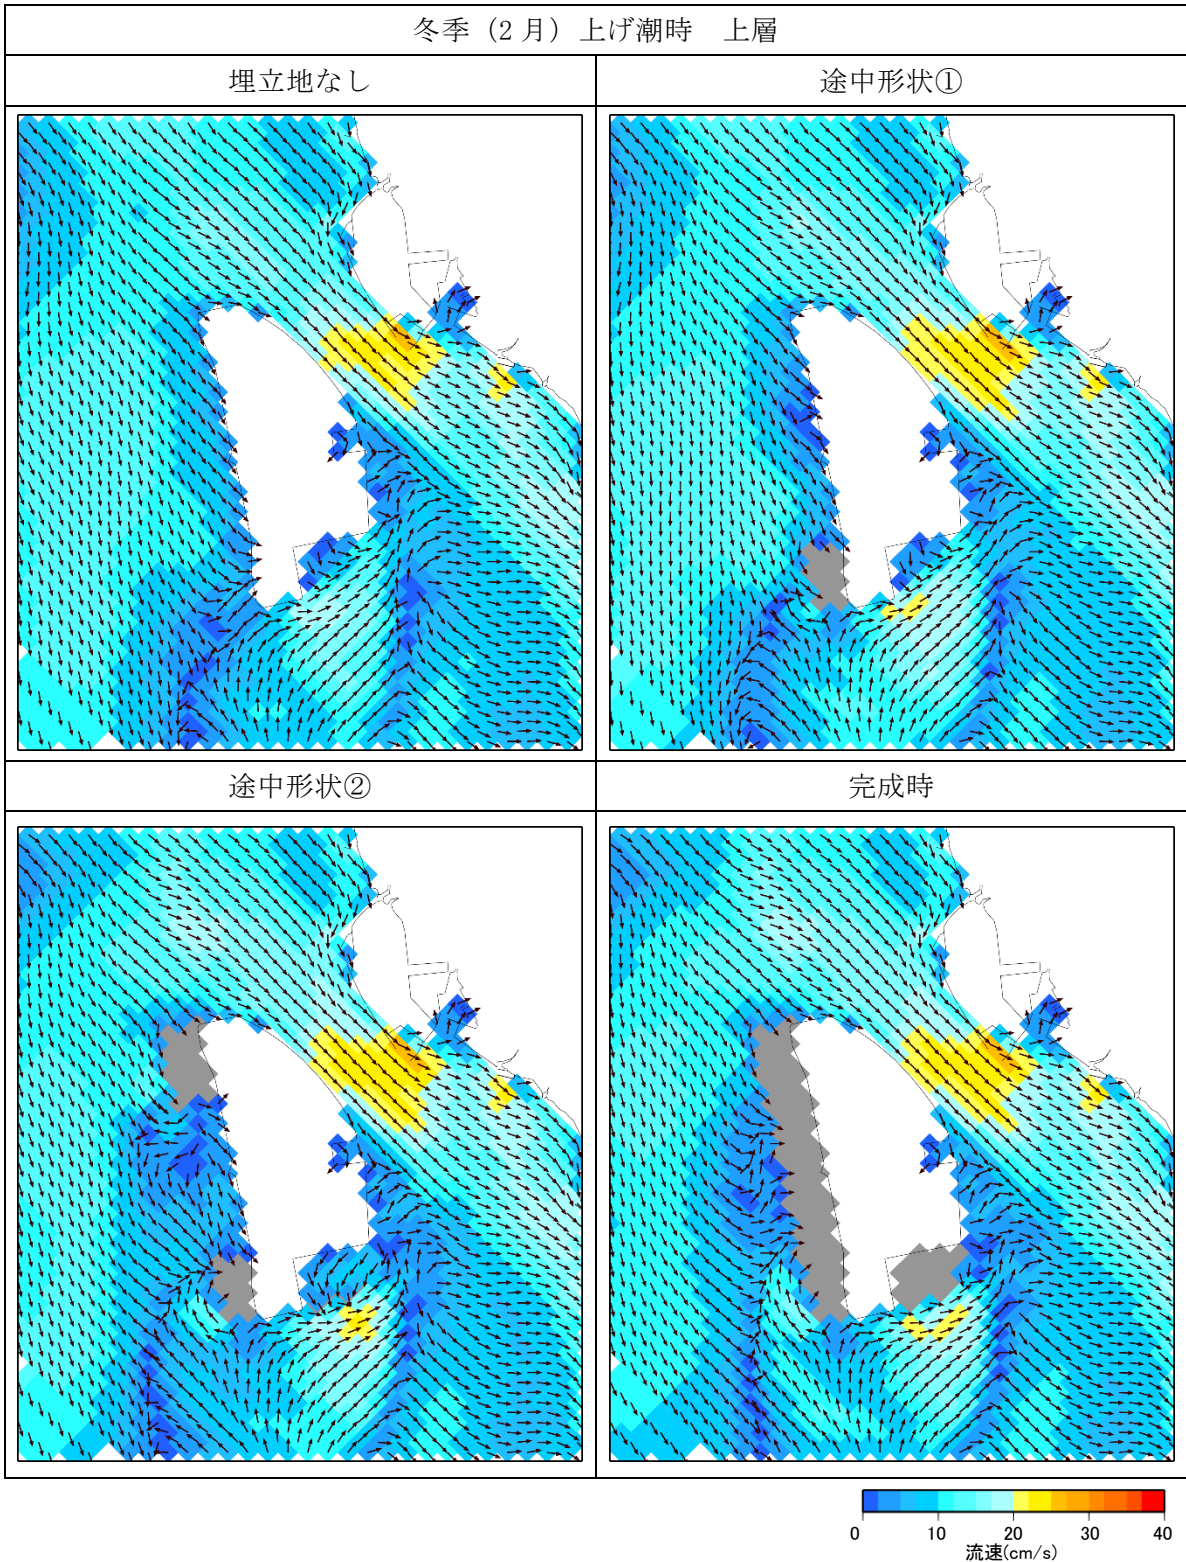 冬季（2月）上げ潮時　上層
埋立地なし
途中形状①
途中形状②
完成時
0 10 20 30 40
流速(cm/s)